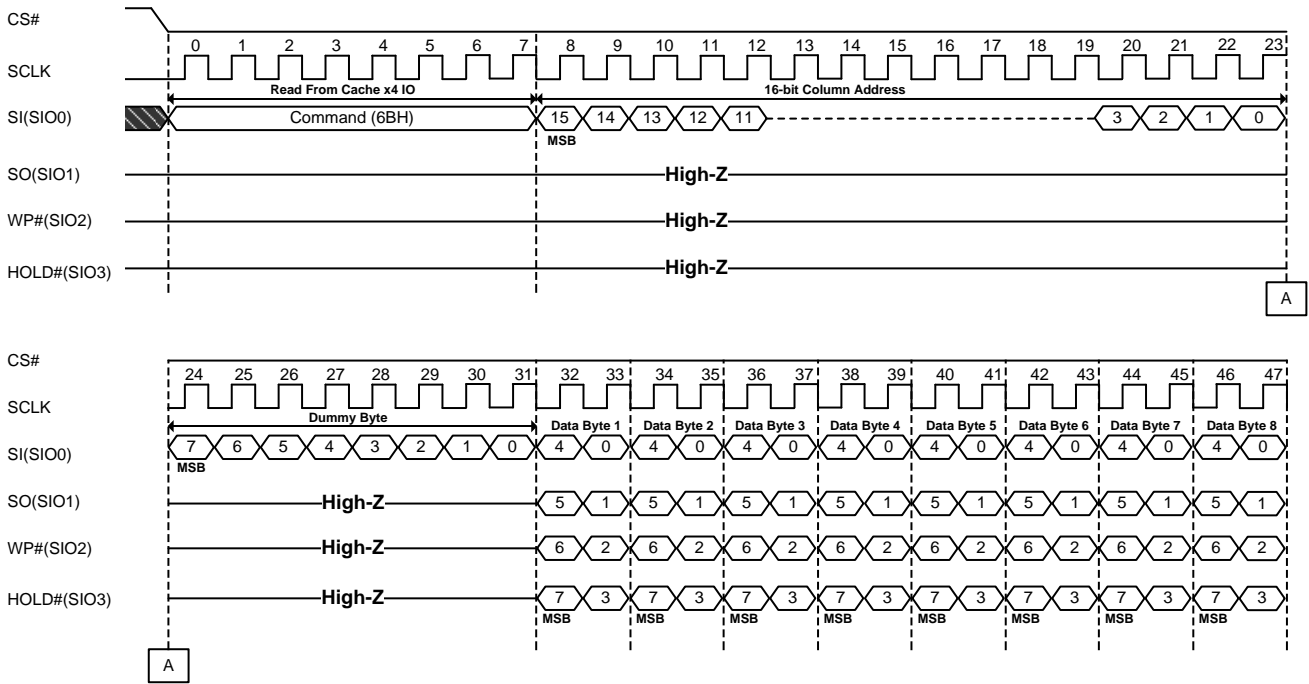 CS#
0 1 2 3 4 5 6 7 8 9 10 11 12 13 14 15 16 17 18 19 20 21 22 23
SCLK
Read From Cache x4 IO 16-bit Column Address
SI(SIO0) Command (6BH) 15 14 13 12 11 3 2 1 0
MSB
SO(SIO1) High-Z
WP#(SIO2) High-Z
HOLD#(SIO3) High-Z
A
CS#
24 25 26 27 28 29 30 31 32 33 34 35 36 37 38 39 40 41 42 43 44 45 46 47
SCLK
Dummy Byte Data Byte 1 Data Byte 2 Data Byte 3 Data Byte 4 Data Byte 5 Data Byte 6 Data Byte 7 Data Byte 8
SI(SIO0) 7 6 5 4 3 2 1 0 4 0 4 0 4 0 4 0 4 0 4 0 4 0 4 0
MSB
SO(SIO1) High-Z 5 1 5 1 5 1 5 1 5 1 5 1 5 1 5 1
WP#(SIO2) High-Z 6 2 6 2 6 2 6 2 6 2 6 2 6 2 6 2
HOLD#(SIO3) High-Z 7 3 7 3 7 3 7 3 7 3 7 3 7 3 7 3
MSB MSB MSB MSB MSB MSB MSB MSB
A